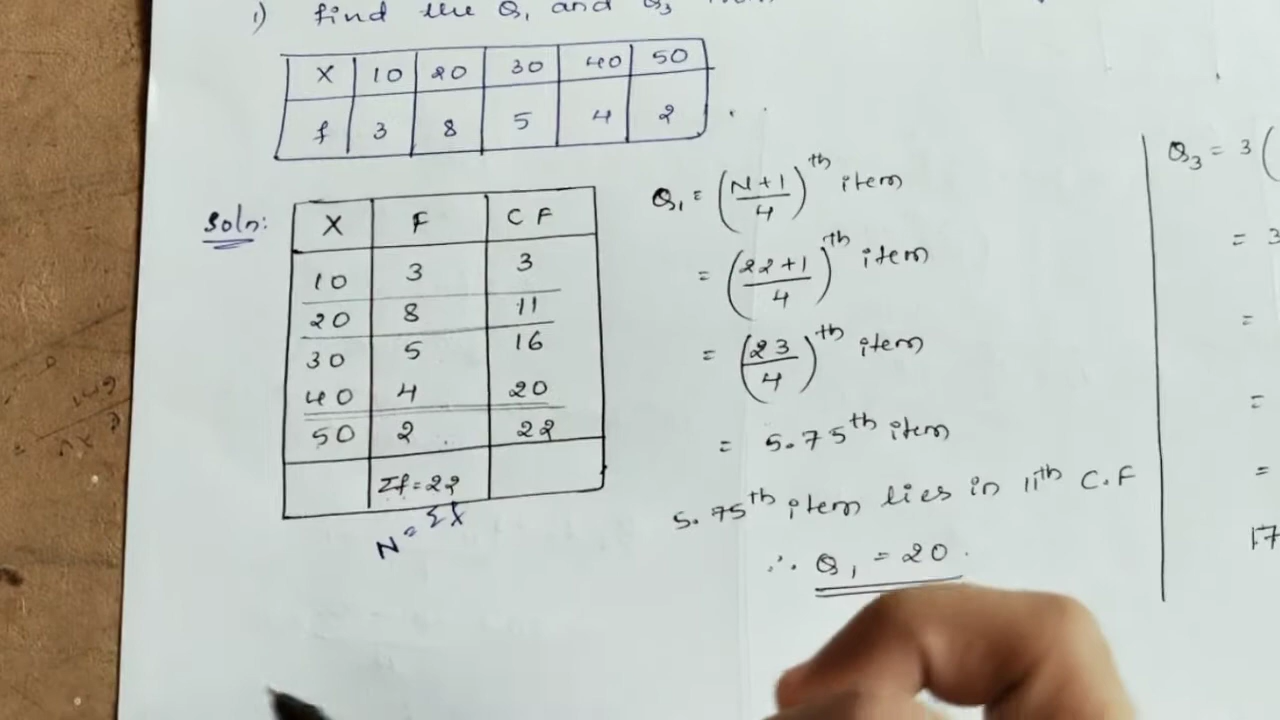 1) find the Q₁ and Q₃
X 10 20 30 40 50
f 3 8 5 4 2
Soln:
X F CF
10 3 3
20 8 11
30 5 16
40 4 20
50 2 22
Σf=22
N=Σf
Q₁ = (N+1/4)th item
= (22+1/4)th item
= (23/4)th item
= 5.75th item
5.75th item lies in 11th C.F
∴ Q₁ = 20.
Q₃ = 3(
= 3
=
=
=
17